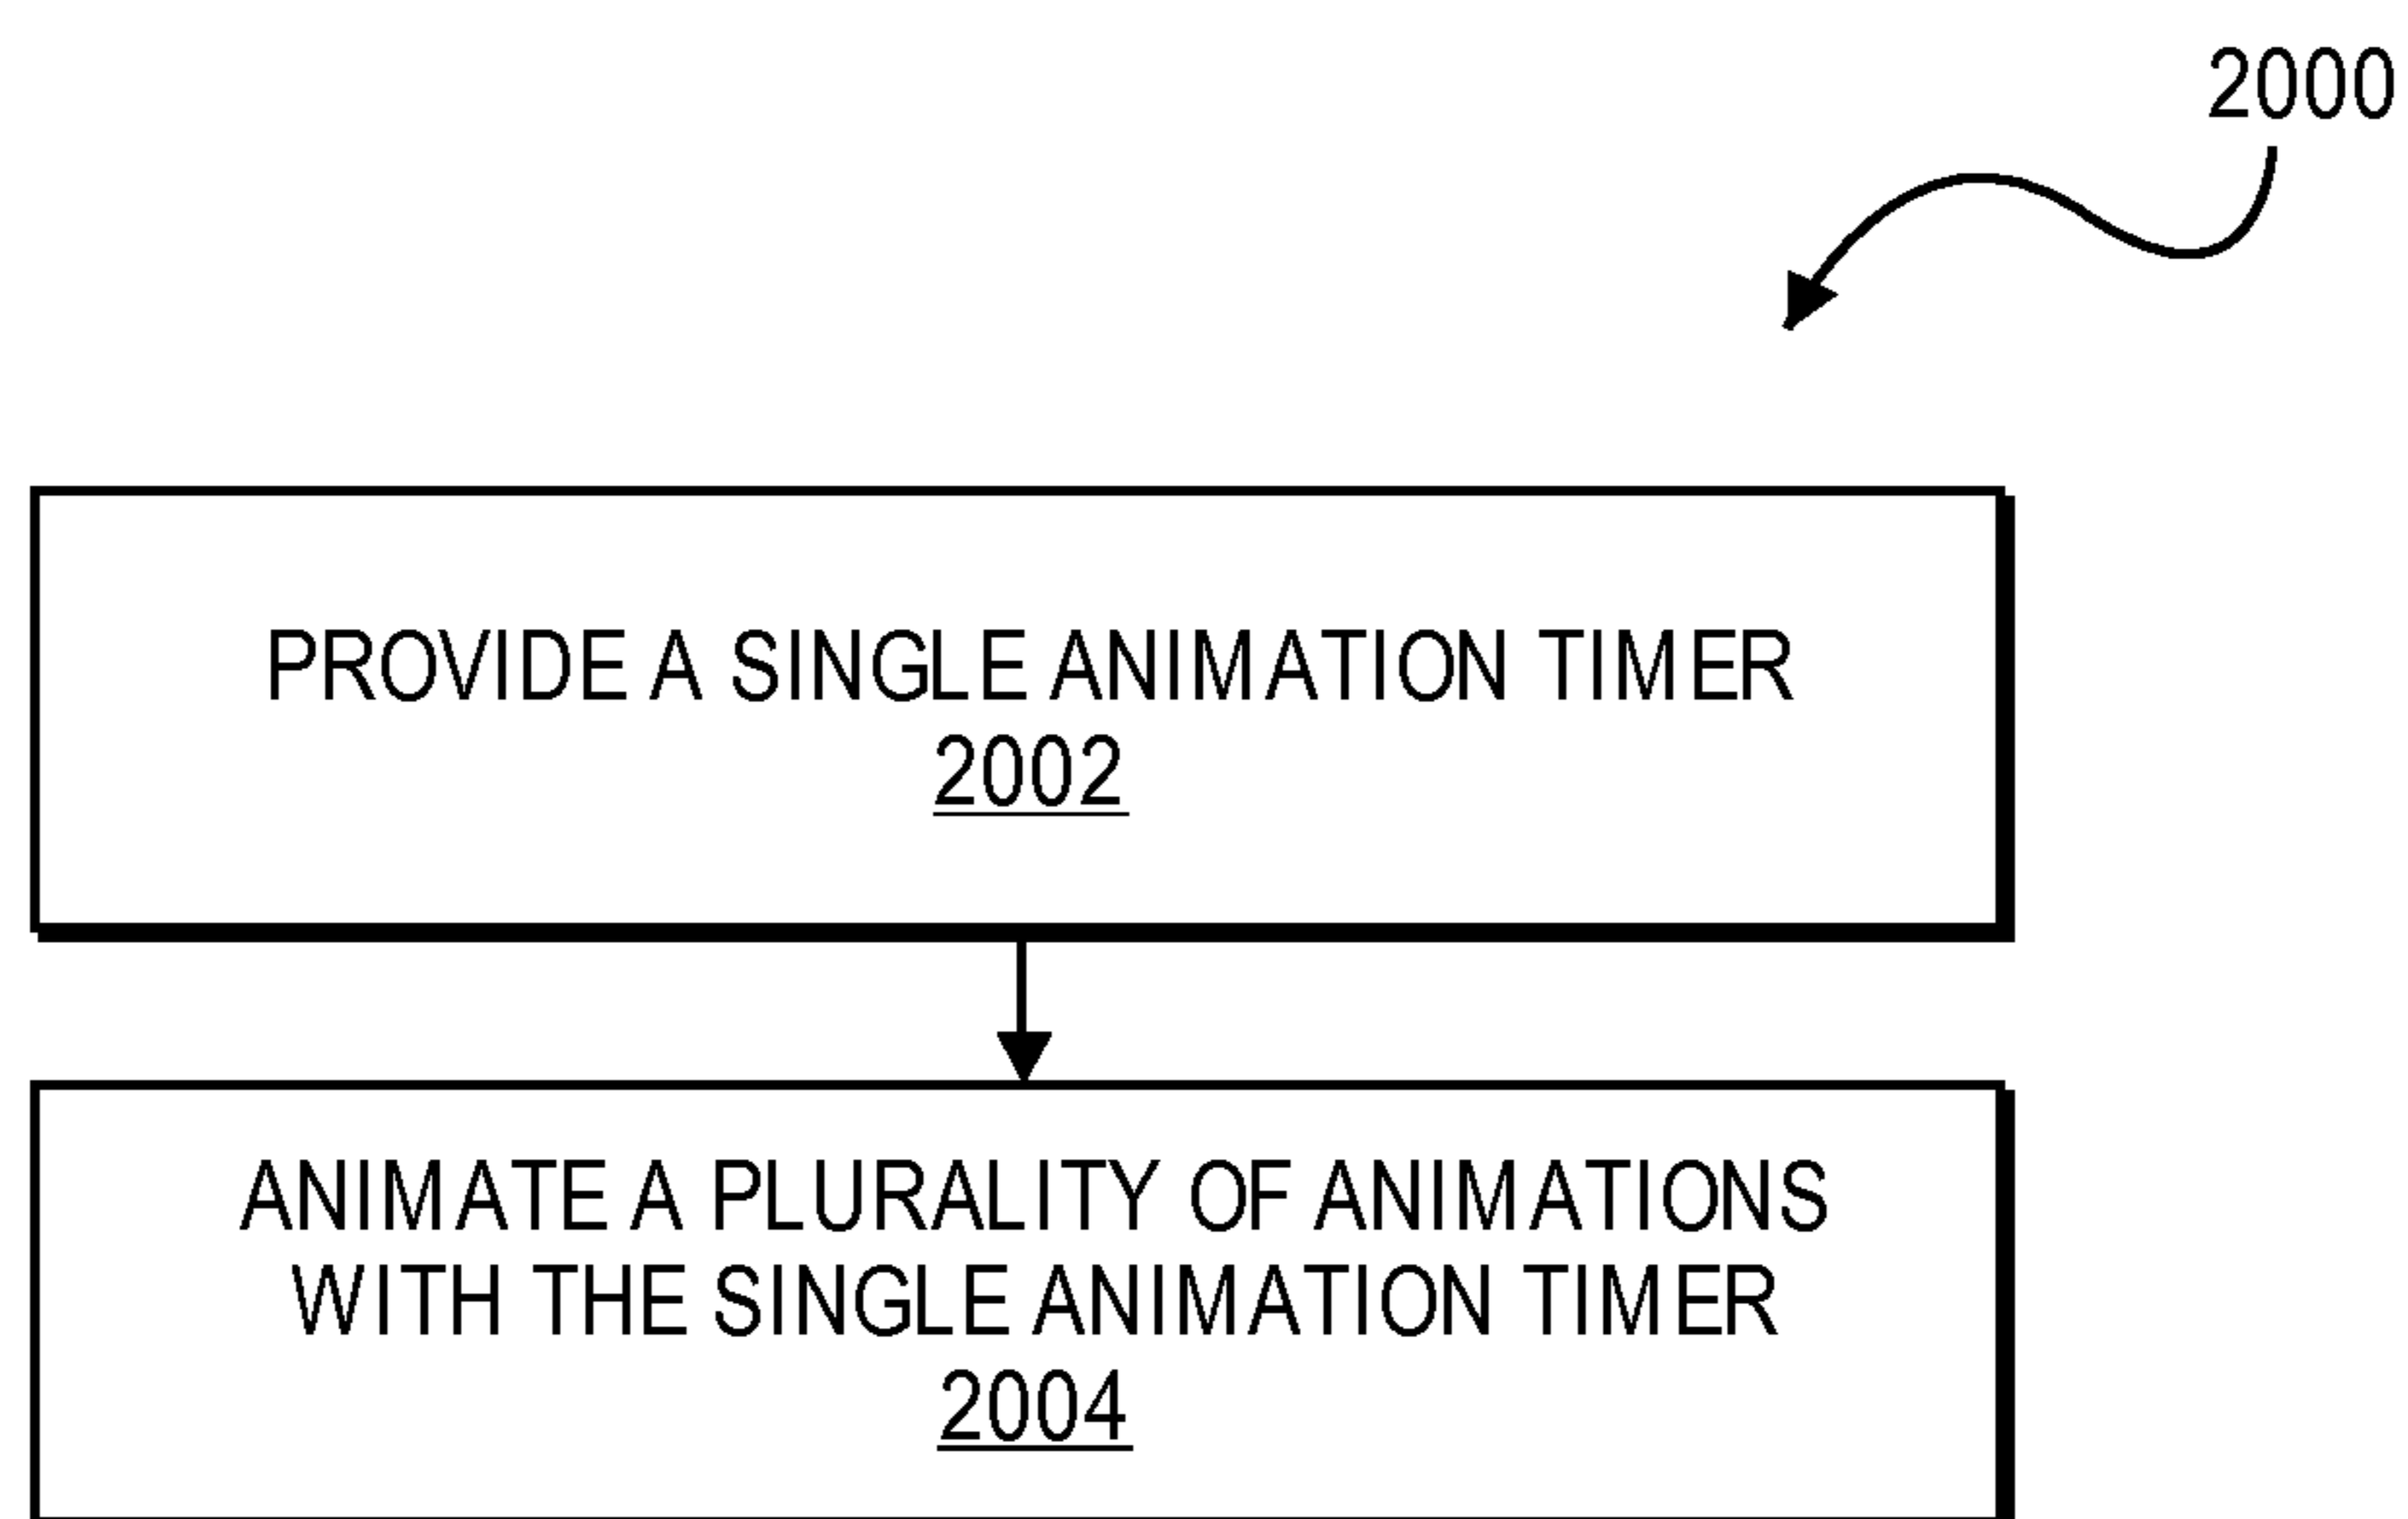 2000
PROVIDE A SINGLE ANIMATION TIMER
2002
ANIMATE A PLURALITY OF ANIMATIONS
WITH THE SINGLE ANIMATION TIMER
2004